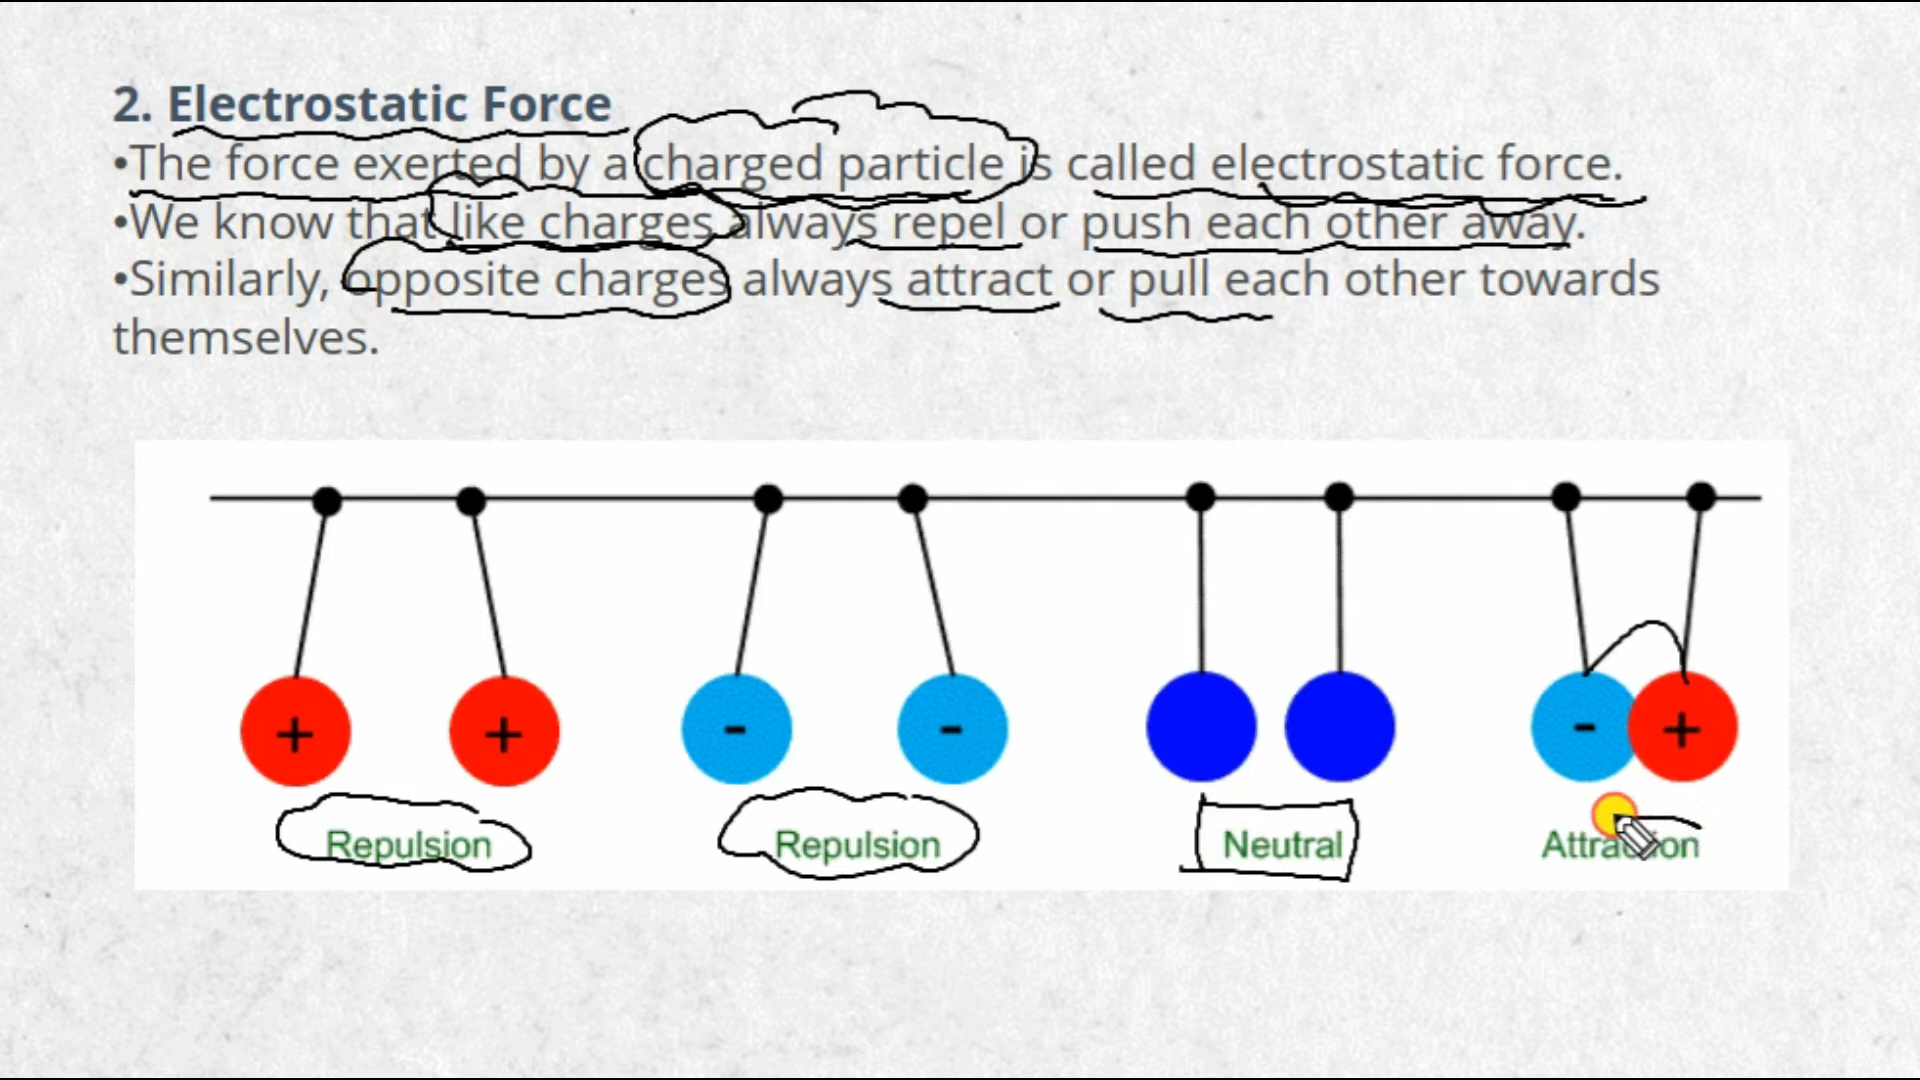 2. Electrostatic Force
•The force exerted by a charged particle is called electrostatic force.
•We know that like charges always repel or push each other away.
•Similarly, opposite charges always attract or pull each other towards
themselves.
+ + - - - +
Repulsion Repulsion Neutral Attraction